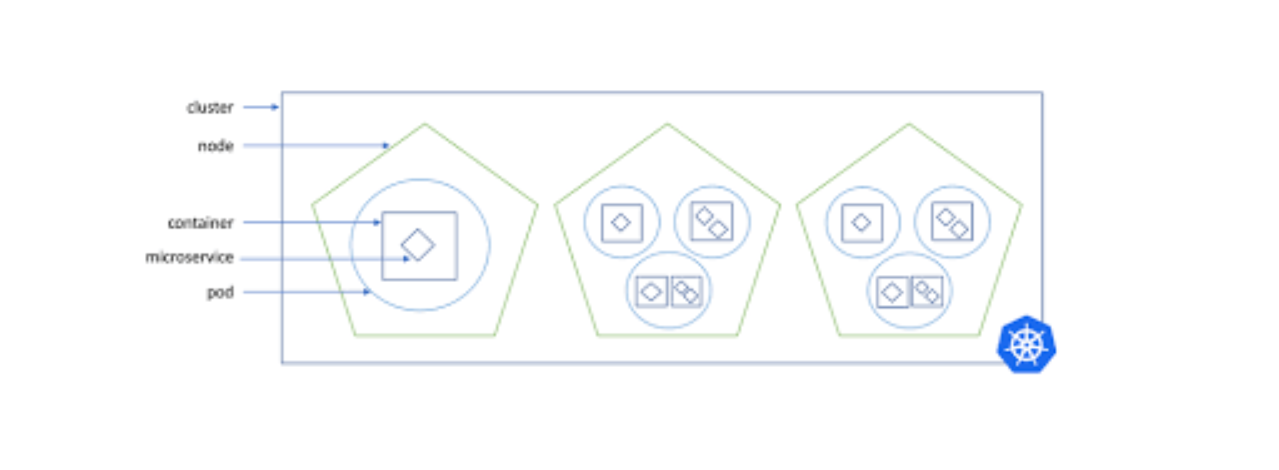 cluster
node
container
microservice
pod